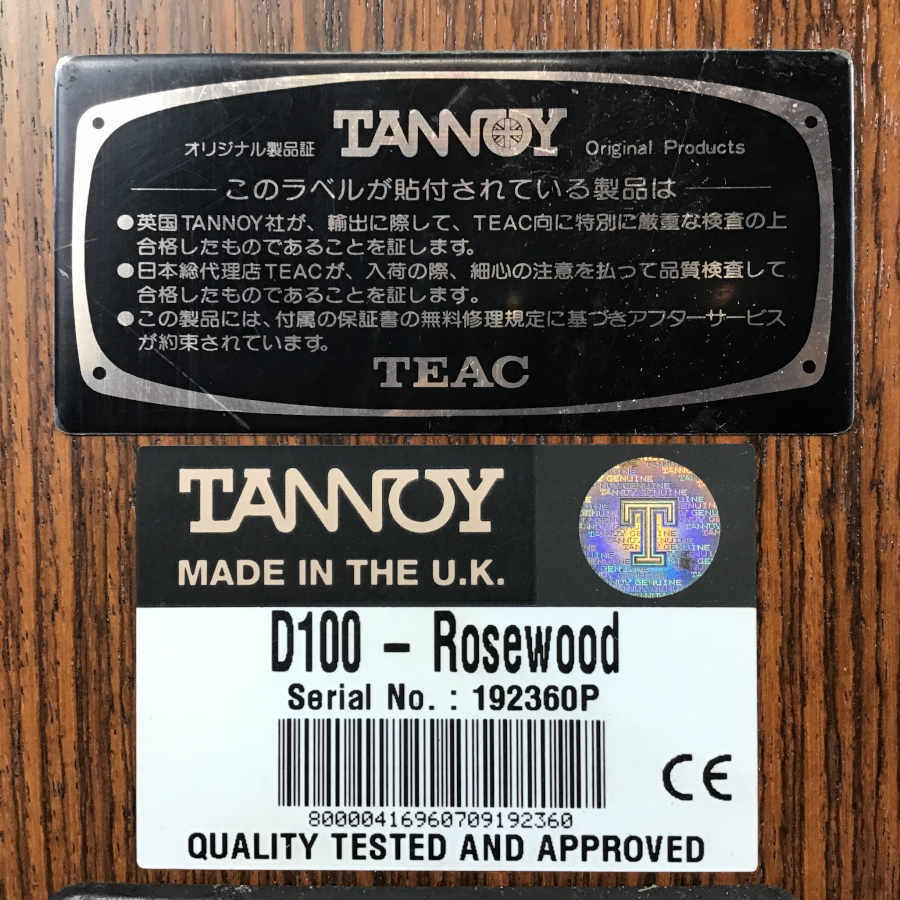 TANNOY
オリジナル製品証
Original Products
このラベルが貼付されている製品は
●英国TANNOY社が、輸出に際して、TEAC向に特別に厳重な検査の上
合格したものであることを証します。
●日本総代理店TEACが、入荷の際、細心の注意を払って品質検査して
合格したものであることを証します。
●この製品には、付属の保証書の無料修理規定に基づきアフターサービス
が約束されています。
TEAC
TANNOY
MADE IN THE U.K.
T
TANNOY GENUINE
D100 - Rosewood
Serial No. : 192360P
80000416960709192360
CE
QUALITY TESTED AND APPROVED